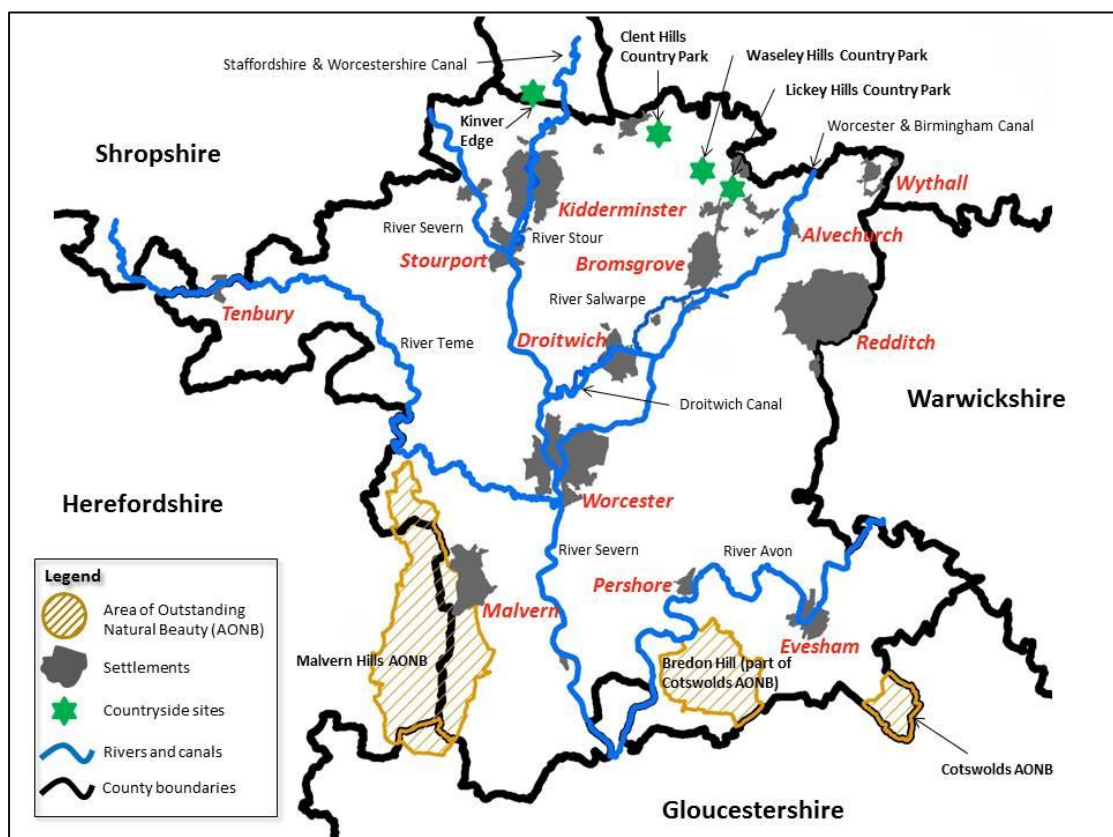 Clent Hills
Country Park
Waseley Hills Country Park
Staffordshire & Worcestershire Canal
Lickey Hills Country Park
Kinver
Edge
Worcester & Birmingham Canal
Shropshire
Wythall
Kidderminster
River Severn
River Stour
Alvechurch
Stourport
Bromsgrove
River Salwarpe
Tenbury
Droitwich
River Teme
Redditch
Warwickshire
Droitwich Canal
Herefordshire
Worcester
River Severn
River Avon
Pershore
Malvern
Evesham
Malvern Hills AONB
Bredon Hill (part of
Cotswolds AONB)
Cotswolds AONB
Gloucestershire
Legend
Area of Outstanding
Natural Beauty (AONB)
Settlements
Countryside sites
Rivers and canals
County boundaries